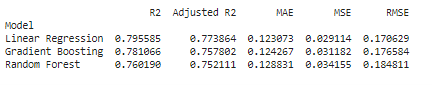 R2 Adjusted R2 MAE MSE RMSE
Model
Linear Regression 0.795585 0.773864 0.123073 0.029114 0.170629
Gradient Boosting 0.781066 0.757802 0.124267 0.031182 0.176584
Random Forest 0.760190 0.752111 0.128831 0.034155 0.184811